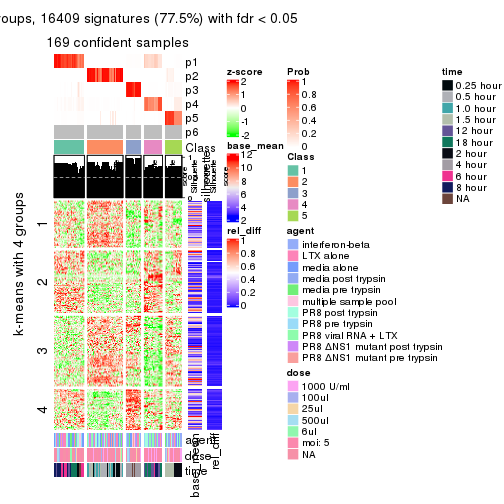 oups, 16409 signatures (77.5%) with fdr < 0.05
169 confident samples
p1
p2
p3
p4
p5
p6
Class
silhouette
1
2
3
4
k-means with 4 groups
agent
dose
time
base_mean
rel_diff
z-score
2
1
0
-1
-2
base_mean
12
10
8
6
4
2
rel_diff
1
0.8
0.6
0.4
0.2
0
Prob
1
0.8
0.6
0.4
0.2
0
Class
1
2
3
4
5
agent
interferon-beta
LTX alone
media alone
media post trypsin
media pre trypsin
multiple sample pool
PR8 post trypsin
PR8 pre trypsin
PR8 viral RNA + LTX
PR8 ΔNS1 mutant post trypsin
PR8 ΔNS1 mutant pre trypsin
dose
1000 U/ml
100ul
25ul
500ul
6ul
moi: 5
NA
time
0.25 hour
0.5 hour
1.0 hour
1.5 hour
12 hour
18 hour
2 hour
4 hour
6 hour
8 hour
NA